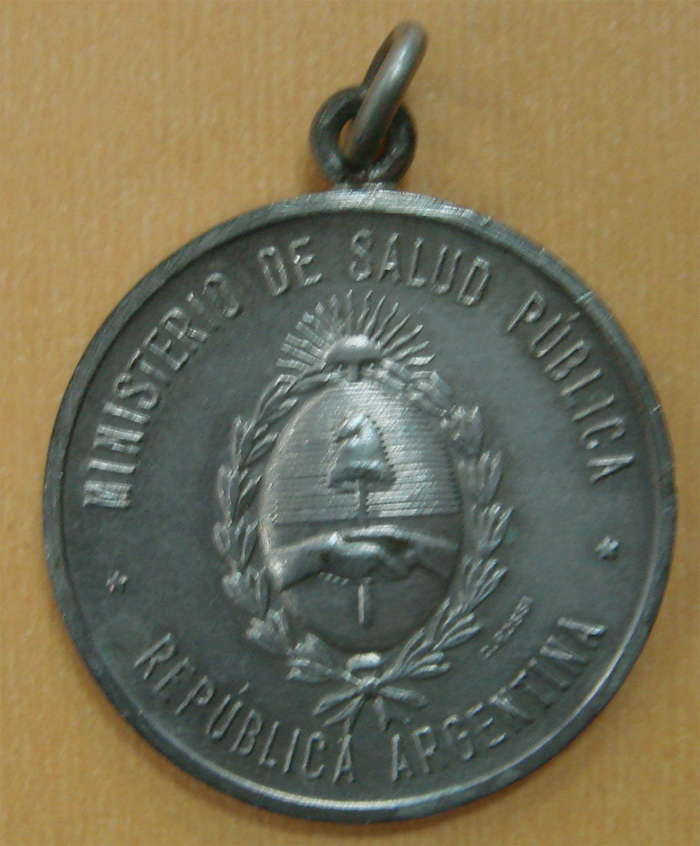 MINISTERIO DE SALUD PÚBLICA
REPÚBLICA ARGENTINA